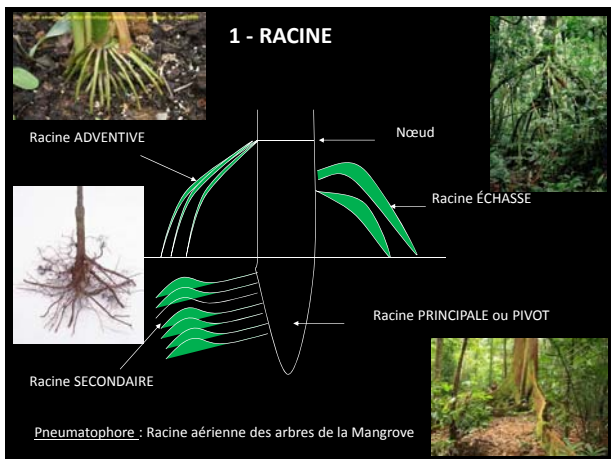 1 - RACINE
Racine ADVENTIVE
Nœud
Racine ÉCHASSE
Racine PRINCIPALE ou PIVOT
Racine SECONDAIRE
Pneumatophore : Racine aérienne des arbres de la Mangrove